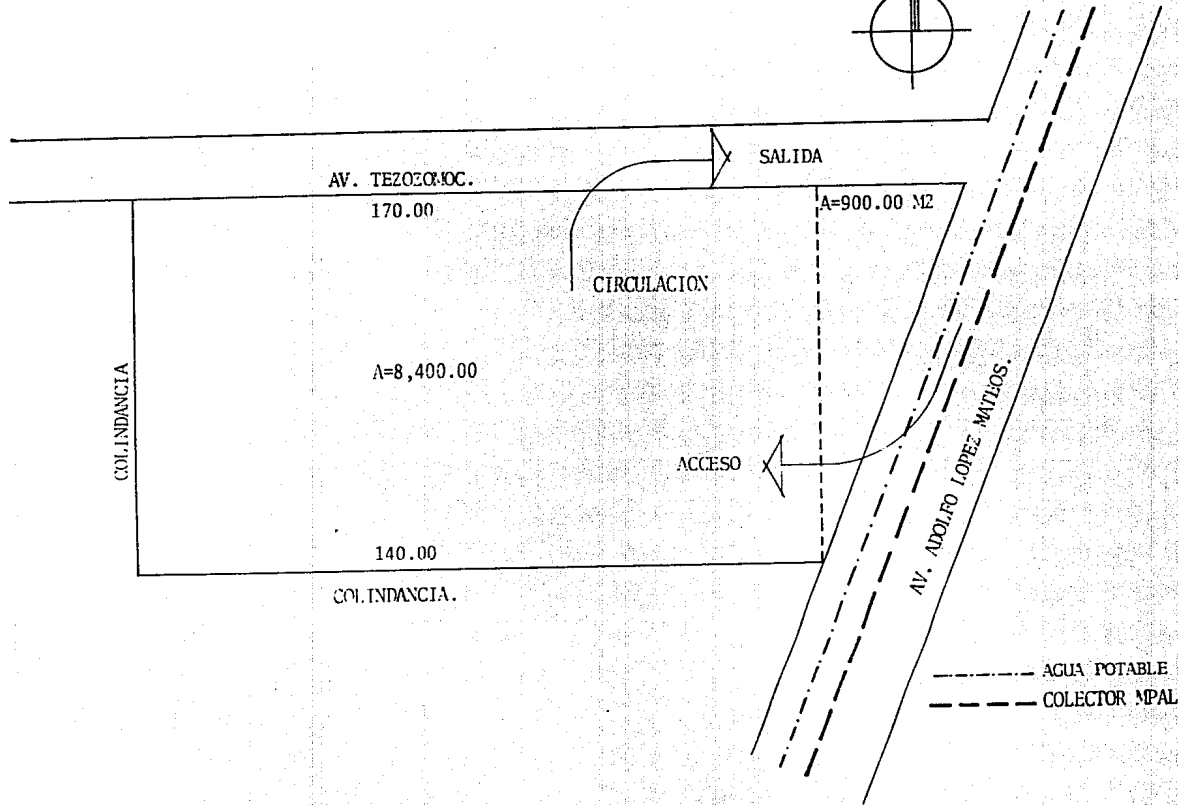 SALIDA
AV. TEZOZOMOC.
170.00
A=900.00 M2
CIRCULACION
COLINDANCIA
A=8,400.00
ACCESO
AV. ADOLFO LOPEZ MATEOS.
140.00
COLINDANCIA.
AGUA POTABLE
COLECTOR MPAL